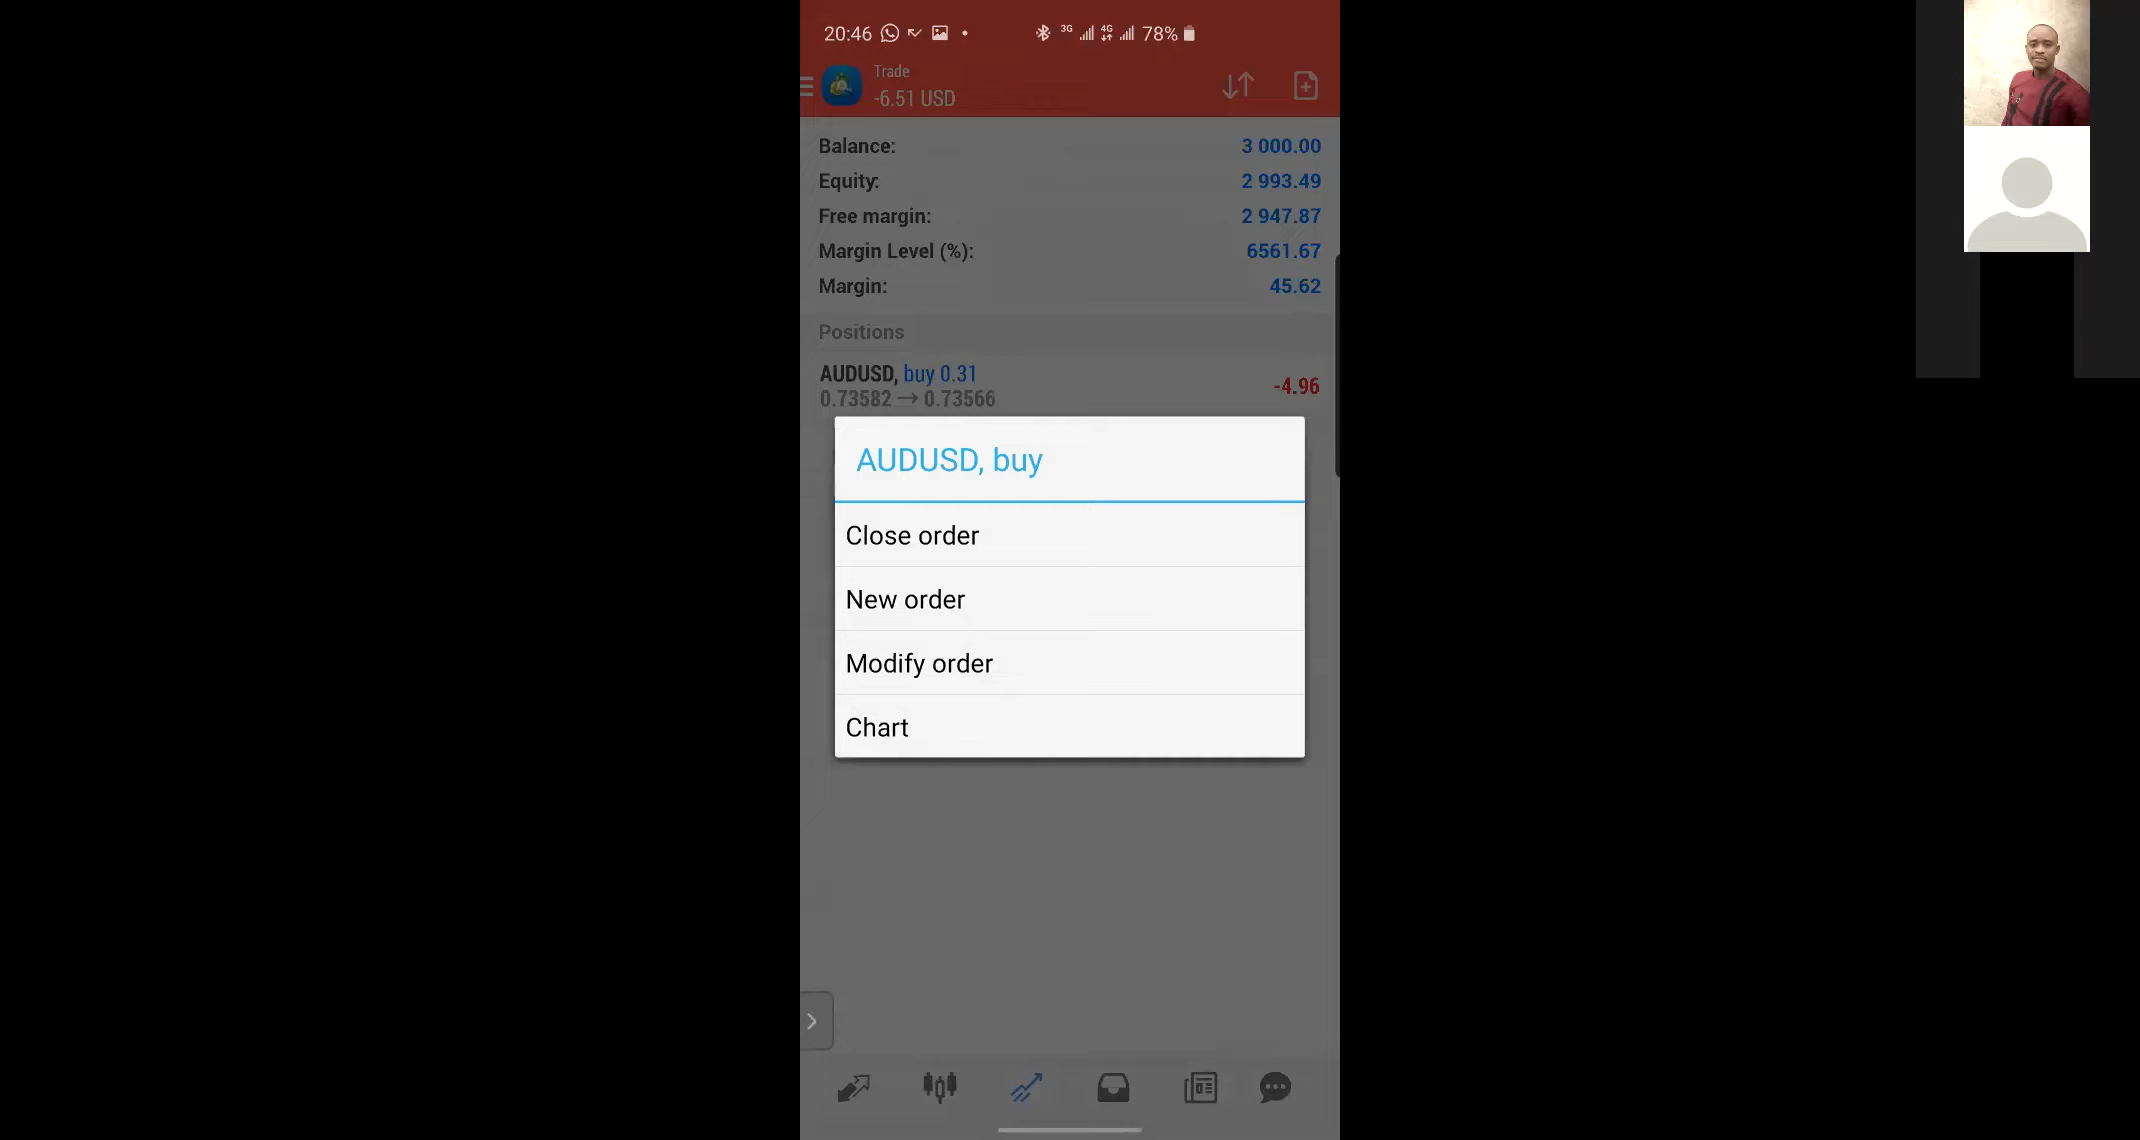 20:46 3G 4G 78%
Trade
-6.51 USD
Balance: 3 000.00
Equity: 2 993.49
Free margin: 2 947.87
Margin Level (%): 6561.67
Margin: 45.62
Positions
AUDUSD, buy 0.31
0.73582 → 0.73566 -4.96
AUDUSD, buy
Close order
New order
Modify order
Chart